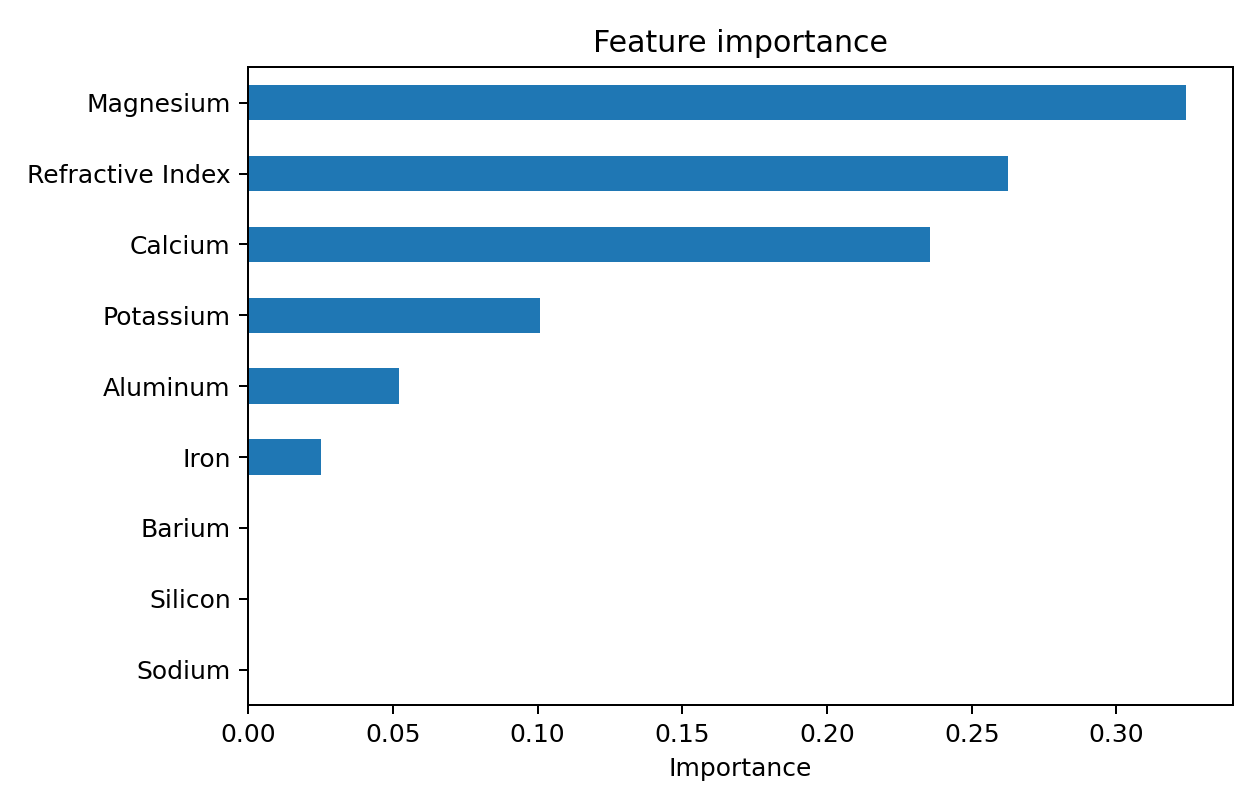 Feature importance
Magnesium
Refractive Index
Calcium
Potassium
Aluminum
Iron
Barium
Silicon
Sodium
0.00 0.05 0.10 0.15 0.20 0.25 0.30
Importance